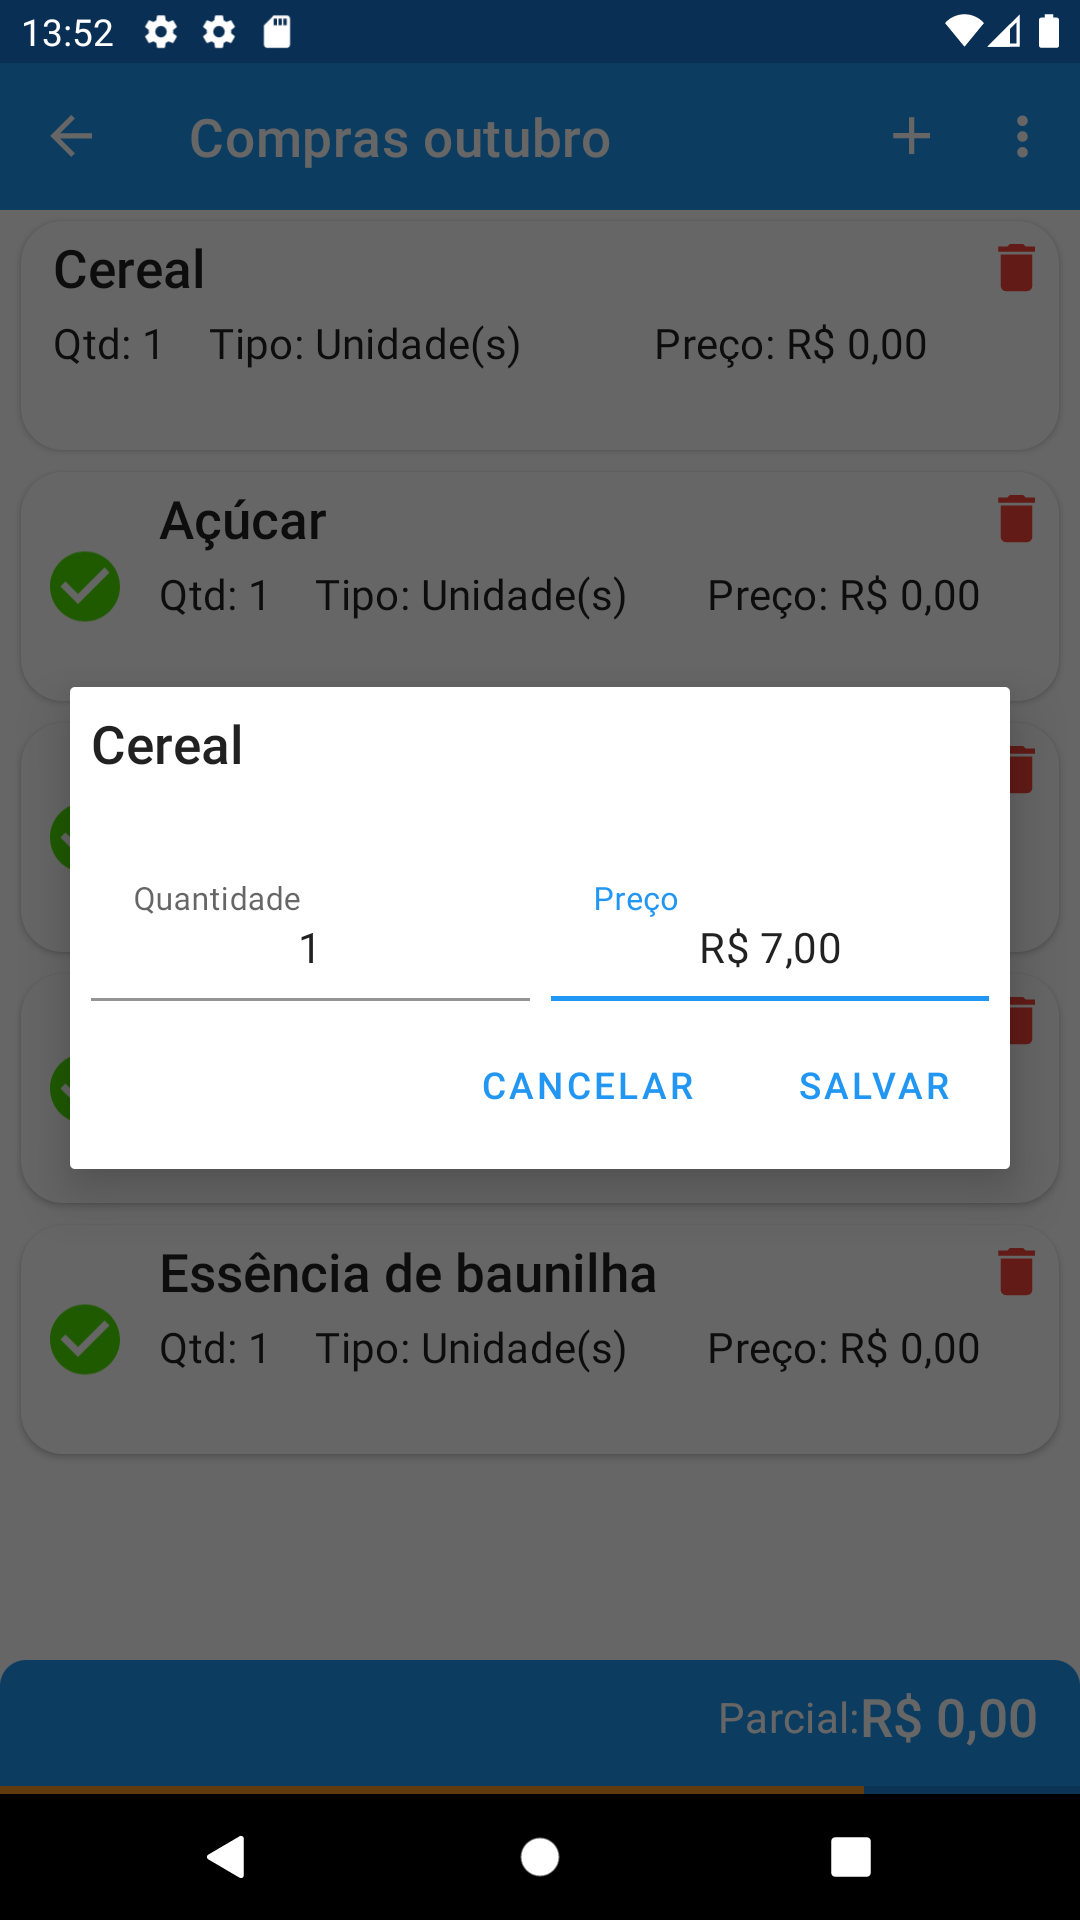 13:52
Compras outubro
Cereal
Qtd: 1 Tipo: Unidade(s) Preço: R$ 0,00
Açúcar
Qtd: 1 Tipo: Unidade(s) Preço: R$ 0,00
Cereal
Quantidade Preço
1 R$ 7,00
CANCELAR SALVAR
Essência de baunilha
Qtd: 1 Tipo: Unidade(s) Preço: R$ 0,00
Parcial:R$ 0,00